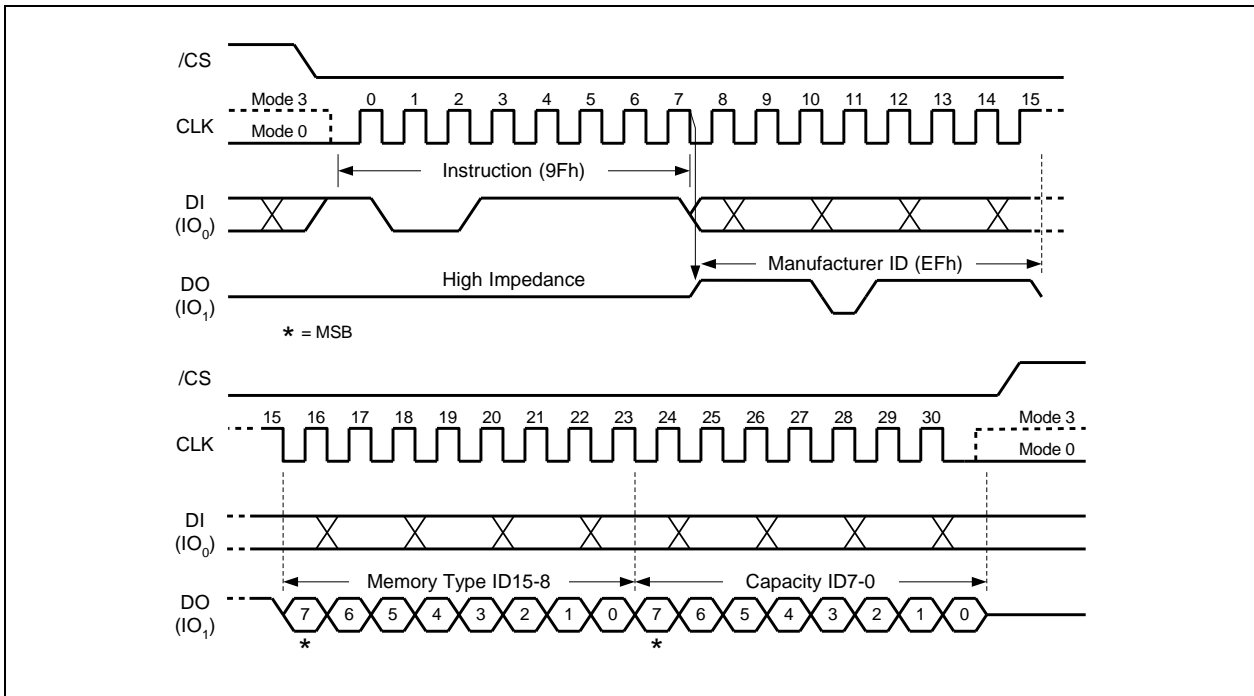 /CS
Mode 3 0 1 2 3 4 5 6 7 8 9 10 11 12 13 14 15
CLK
Mode 0
Instruction (9Fh)
DI
(IO0)
Manufacturer ID (EFh)
DO
(IO1)
High Impedance
* = MSB
/CS
15 16 17 18 19 20 21 22 23 24 25 26 27 28 29 30 Mode 3
CLK
Mode 0
DI
(IO0)
Memory Type ID15-8 Capacity ID7-0
DO
(IO1)
7 6 5 4 3 2 1 0 7 6 5 4 3 2 1 0
* *